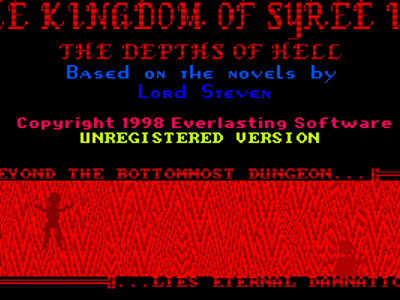 E KINGDOM OF SYREE I
THE DEPTHS OF HELL
BASED ON THE NOVELS BY
LORD STEVEN
Copyright 1998 Everlasting Software
UNREGISTERED VERSION
EYOND THE BOTTOMMOST DUNGEON...
...LIES ETERNAL DAMNATIO